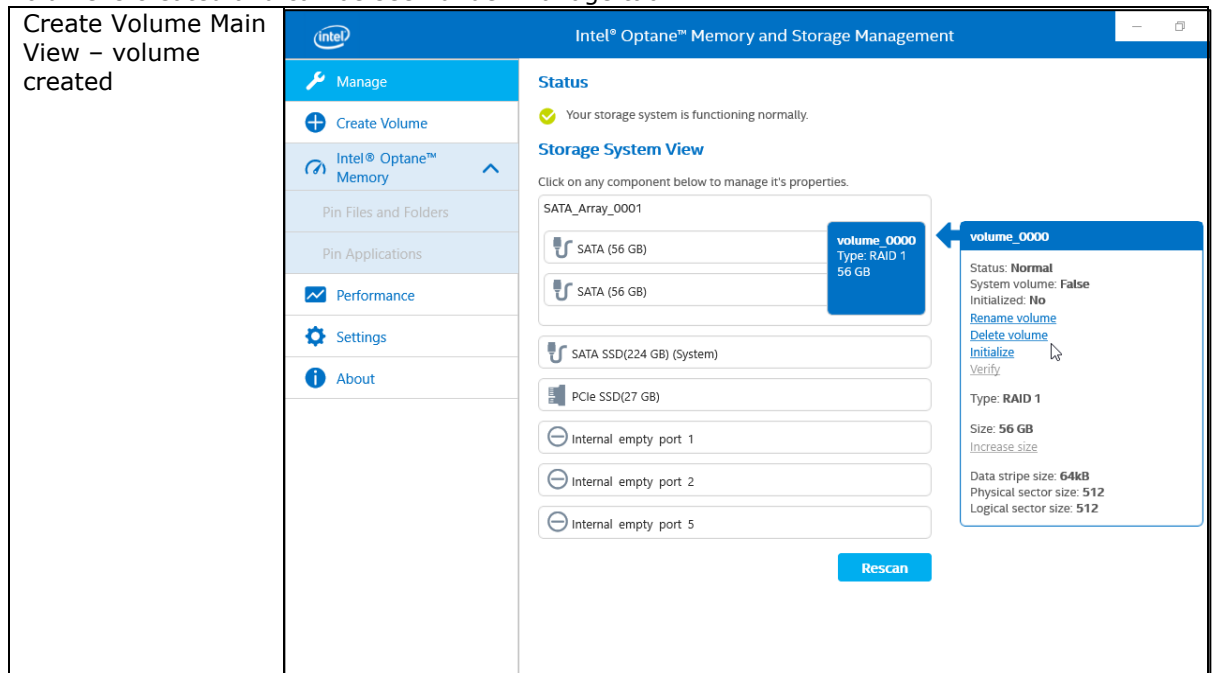 Create Volume Main
View – volume
created
intel
Intel® Optane™ Memory and Storage Management
Manage
Create Volume
Intel® Optane™
Memory
Pin Files and Folders
Pin Applications
Performance
Settings
About
Status
Your storage system is functioning normally.
Storage System View
Click on any component below to manage it's properties.
SATA_Array_0001
SATA (56 GB)
SATA (56 GB)
volume_0000
Type: RAID 1
56 GB
SATA SSD(224 GB) (System)
PCIe SSD(27 GB)
Internal empty port 1
Internal empty port 2
Internal empty port 5
Rescan
volume_0000
Status: Normal
System volume: False
Initialized: No
Rename volume
Delete volume
Initialize
Verify
Type: RAID 1
Size: 56 GB
Increase size
Data stripe size: 64kB
Physical sector size: 512
Logical sector size: 512